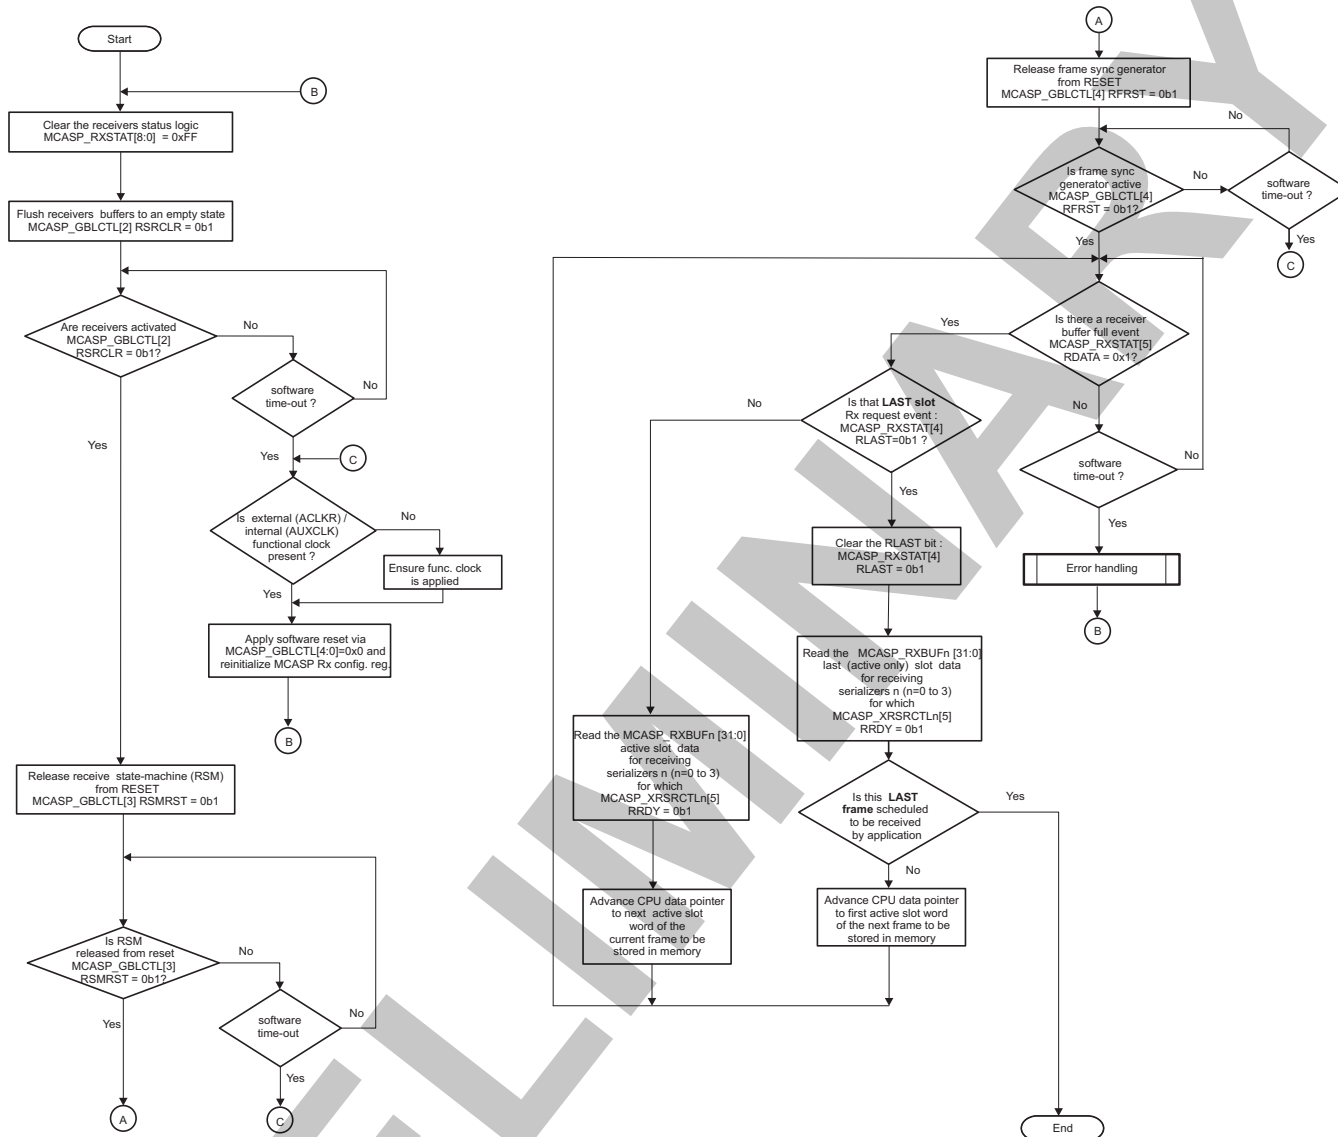 Start
B
Clear the receivers status logic
MCASP_RXSTAT[8:0] = 0xFF
Flush receivers buffers to an empty state
MCASP_GBLCTL[2] RSRCLR = 0b1
Are receivers activated
MCASP_GBLCTL[2]
RSRCLR = 0b1?
No
software
time-out ?
No
Yes
Yes
C
Is external (ACLKR) /
internal (AUXCLK)
functional clock
present ?
No
Ensure func. clock
is applied
Yes
Apply software reset via
MCASP_GBLCTL[4:0]=0x0 and
reinitialize MCASP Rx config. reg.
B
Release receive state-machine (RSM)
from RESET
MCASP_GBLCTL[3] RSMRST = 0b1
Is RSM
released from reset
MCASP_GBLCTL[3]
RSMRST = 0b1?
No
software
time-out
No
Yes
Yes
A
C
A
Release frame sync generator
from RESET
MCASP_GBLCTL[4] RFRST = 0b1
No
Is frame sync
generator active
MCASP_GBLCTL[4]
RFRST = 0b1?
No
software
time-out ?
Yes
Yes
C
Is there a receiver
buffer full event
MCASP_RXSTAT[5]
RDATA = 0x1?
Yes
No
Is that LAST slot
Rx request event :
MCASP_RXSTAT[4]
RLAST=0b1 ?
No
software
time-out ?
No
Yes
Yes
Clear the RLAST bit :
MCASP_RXSTAT[4]
RLAST = 0b1
Error handling
B
Read the MCASP_RXBUFn [31:0]
last (active only) slot data
for receiving
serializers n (n=0 to 3)
for which
MCASP_XRSRCTLn[5]
RRDY = 0b1
Read the MCASP_RXBUFn [31:0]
active slot data
for receiving
serializers n (n=0 to 3)
for which
MCASP_XRSRCTLn[5]
RRDY = 0b1
Is this LAST
frame scheduled
to be received
by application
Yes
No
Advance CPU data pointer
to next active slot
word of the
current frame to be
stored in memory
Advance CPU data pointer
to first active slot word
of the next frame to be
stored in memory
End